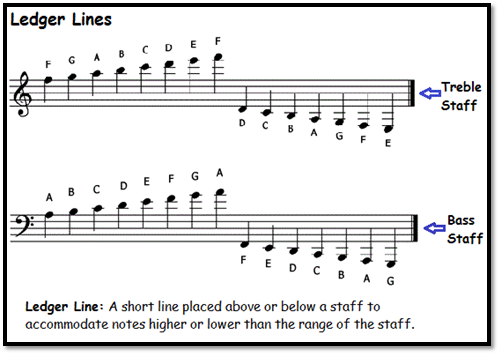 Ledger Lines
F G A B C D E F
D C B A G F E
Treble
Staff
A B C D E F G A
F E D C B A G
Bass
Staff
Ledger Line: A short line placed above or below a staff to
accommodate notes higher or lower than the range of the staff.